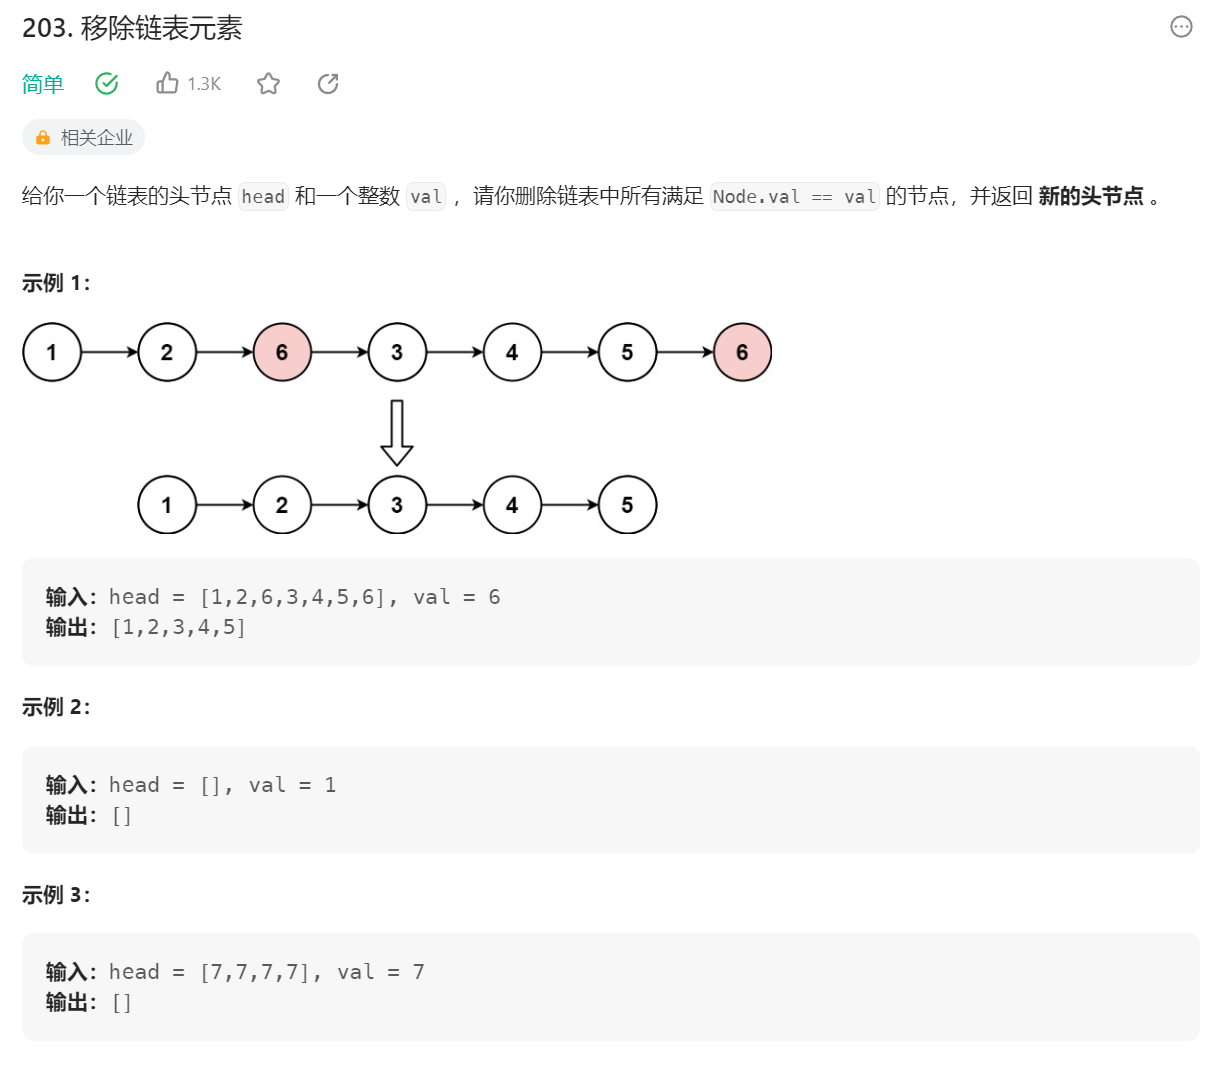 203. 移除链表元素
简单 1.3K
相关企业
给你一个链表的头节点 head 和一个整数 val ，请你删除链表中所有满足 Node.val == val 的节点，并返回 新的头节点 。
示例 1：
1 2 6 3 4 5 6
1 2 3 4 5
输入：head = [1,2,6,3,4,5,6], val = 6
输出：[1,2,3,4,5]
示例 2：
输入：head = [], val = 1
输出：[]
示例 3：
输入：head = [7,7,7,7], val = 7
输出：[]